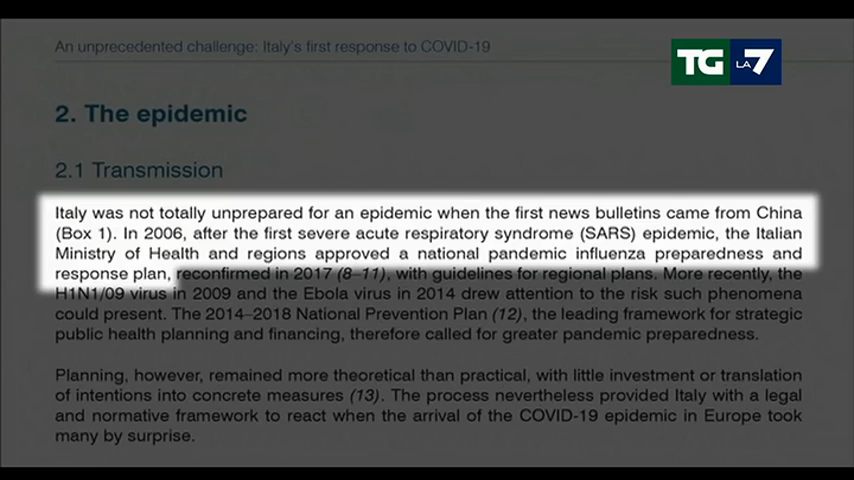 An unprecedented challenge: Italy's first response to COVID-19
TG LA7
2. The epidemic
2.1 Transmission
Italy was not totally unprepared for an epidemic when the first news bulletins came from China
(Box 1). In 2006, after the first severe acute respiratory syndrome (SARS) epidemic, the Italian
Ministry of Health and regions approved a national pandemic influenza preparedness and
response plan, reconfirmed in 2017 (8–11), with guidelines for regional plans. More recently, the
H1N1/09 virus in 2009 and the Ebola virus in 2014 drew attention to the risk such phenomena
could present. The 2014–2018 National Prevention Plan (12), the leading framework for strategic
public health planning and financing, therefore called for greater pandemic preparedness.
Planning, however, remained more theoretical than practical, with little investment or translation
of intentions into concrete measures (13). The process nevertheless provided Italy with a legal
and normative framework to react when the arrival of the COVID-19 epidemic in Europe took
many by surprise.